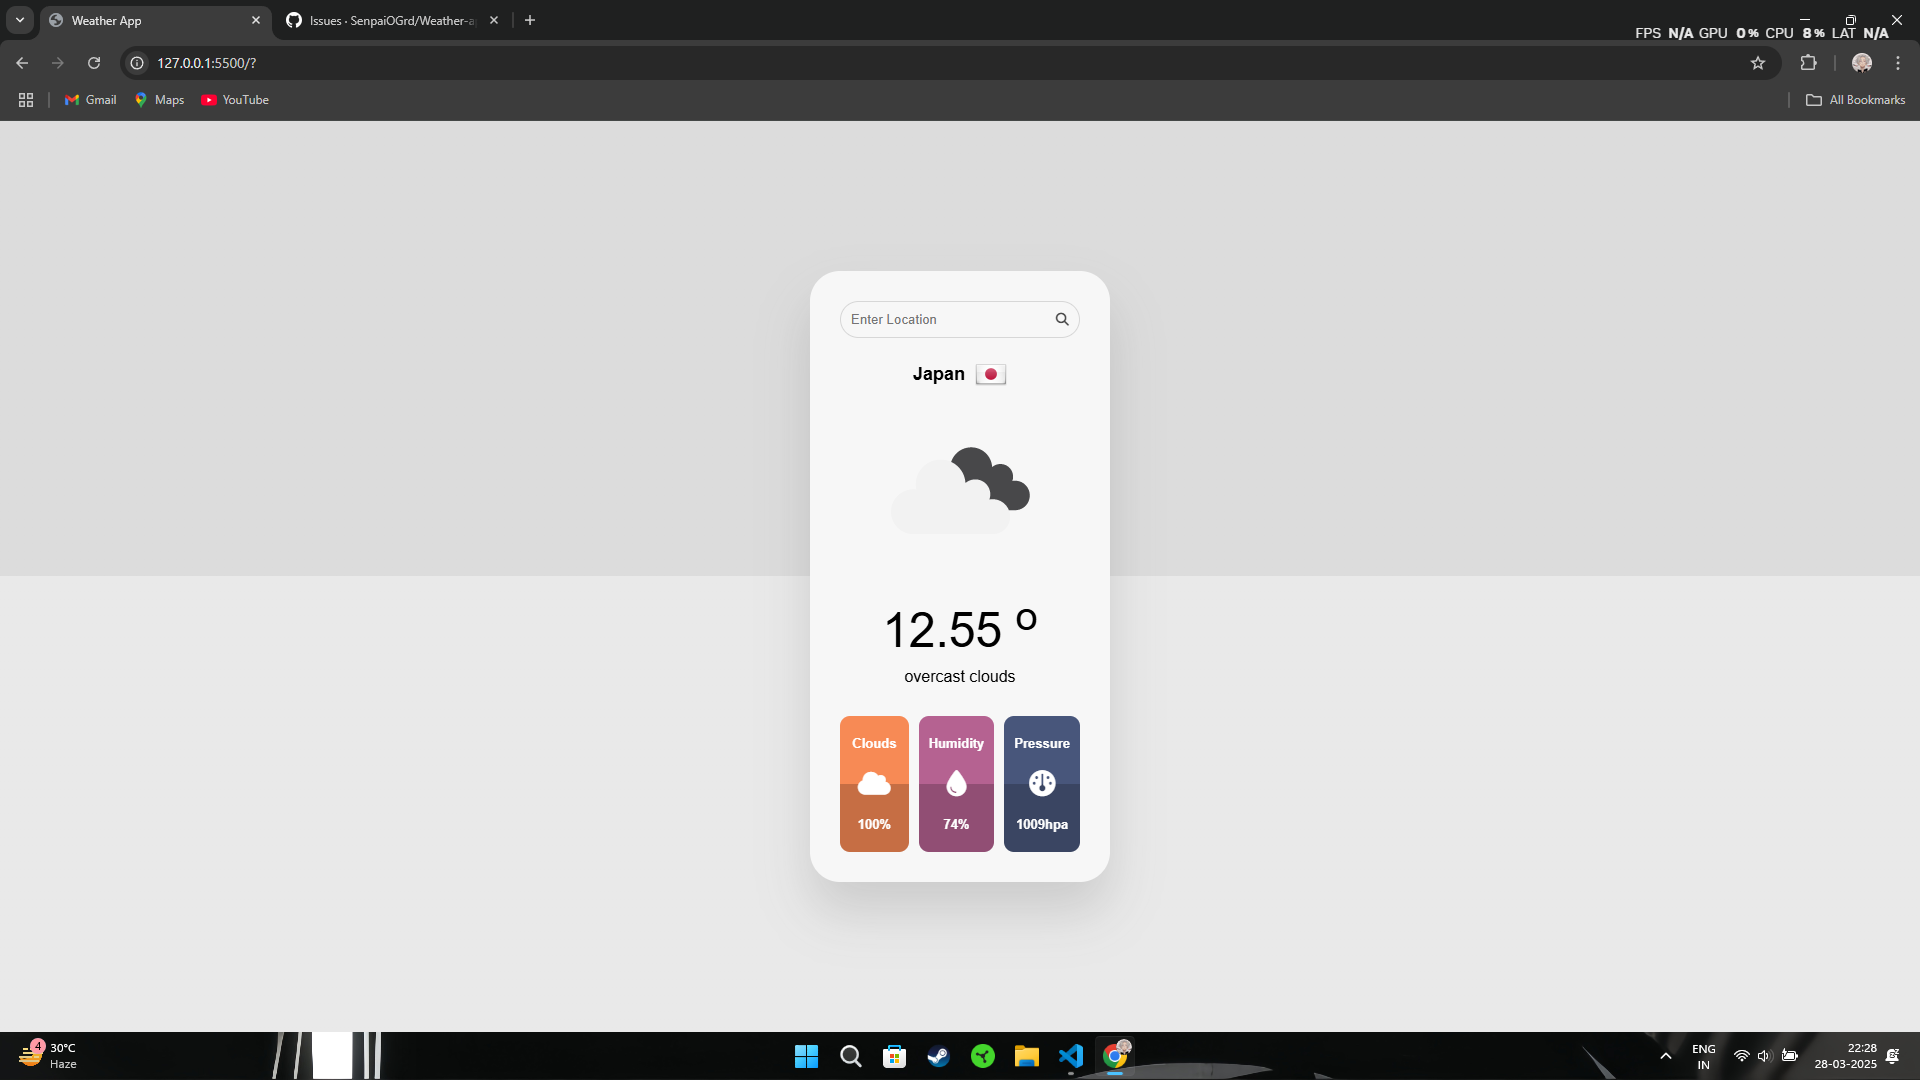 Weather App
Issues · SenpaiOGrd/Weather-a
FPS N/A GPU 0% CPU 8% LAT N/A
127.0.0.1:5500/?
Gmail
Maps
YouTube
All Bookmarks
Enter Location
Japan
12.55 º
overcast clouds
Clouds
Humidity
Pressure
100%
74%
1009hpa
4
30°C
Haze
ENG
IN
22:28
28-03-2025